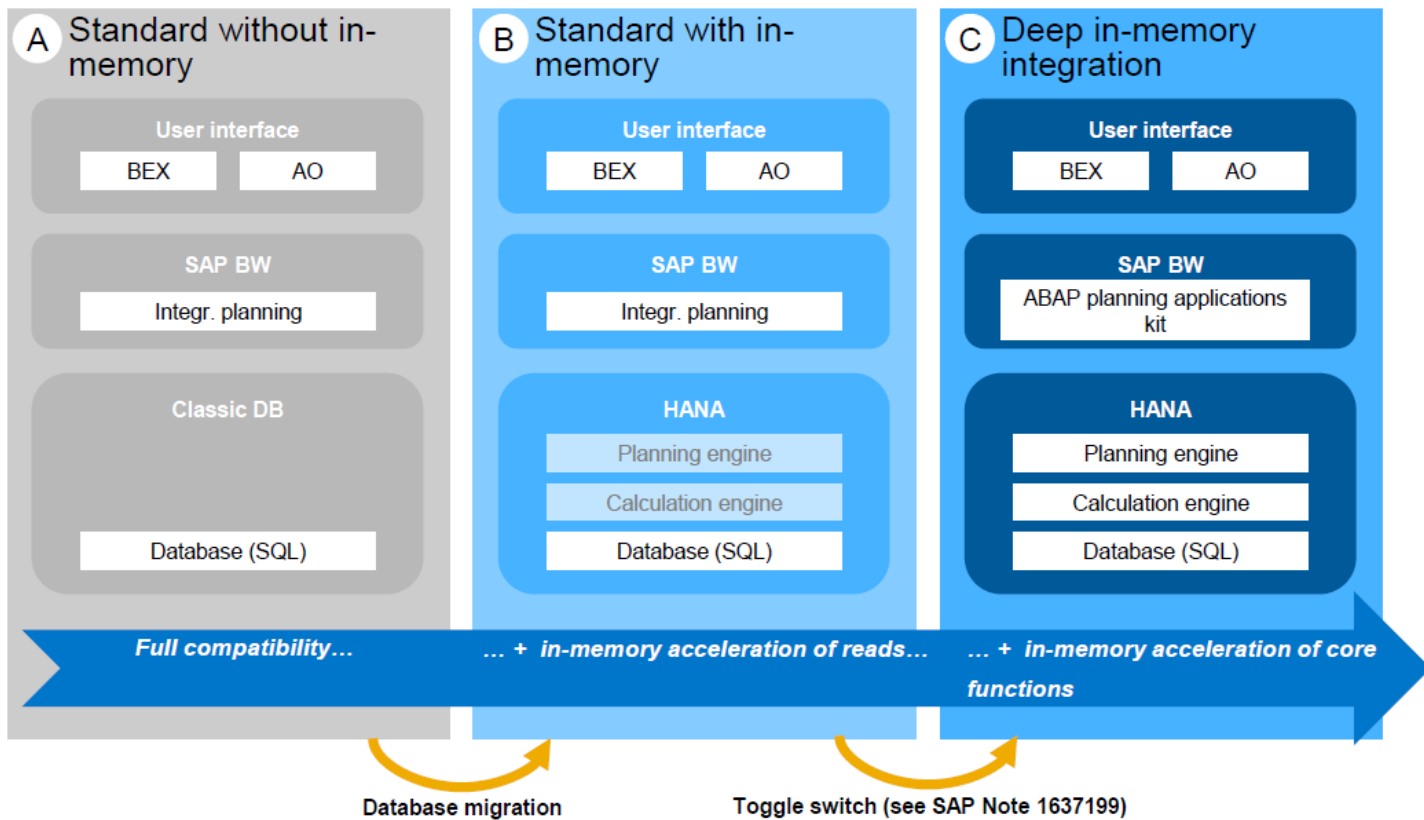 A
Standard without in-
memory
User interface
BEX
AO
SAP BW
Integr. planning
Classic DB
Database (SQL)
B
Standard with in-
memory
User interface
BEX
AO
SAP BW
Integr. planning
HANA
Planning engine
Calculation engine
Database (SQL)
C
Deep in-memory
integration
User interface
BEX
AO
SAP BW
ABAP planning applications
kit
HANA
Planning engine
Calculation engine
Database (SQL)
Full compatibility…
… + in-memory acceleration of reads…
… + in-memory acceleration of core
functions
Database migration
Toggle switch (see SAP Note 1637199)